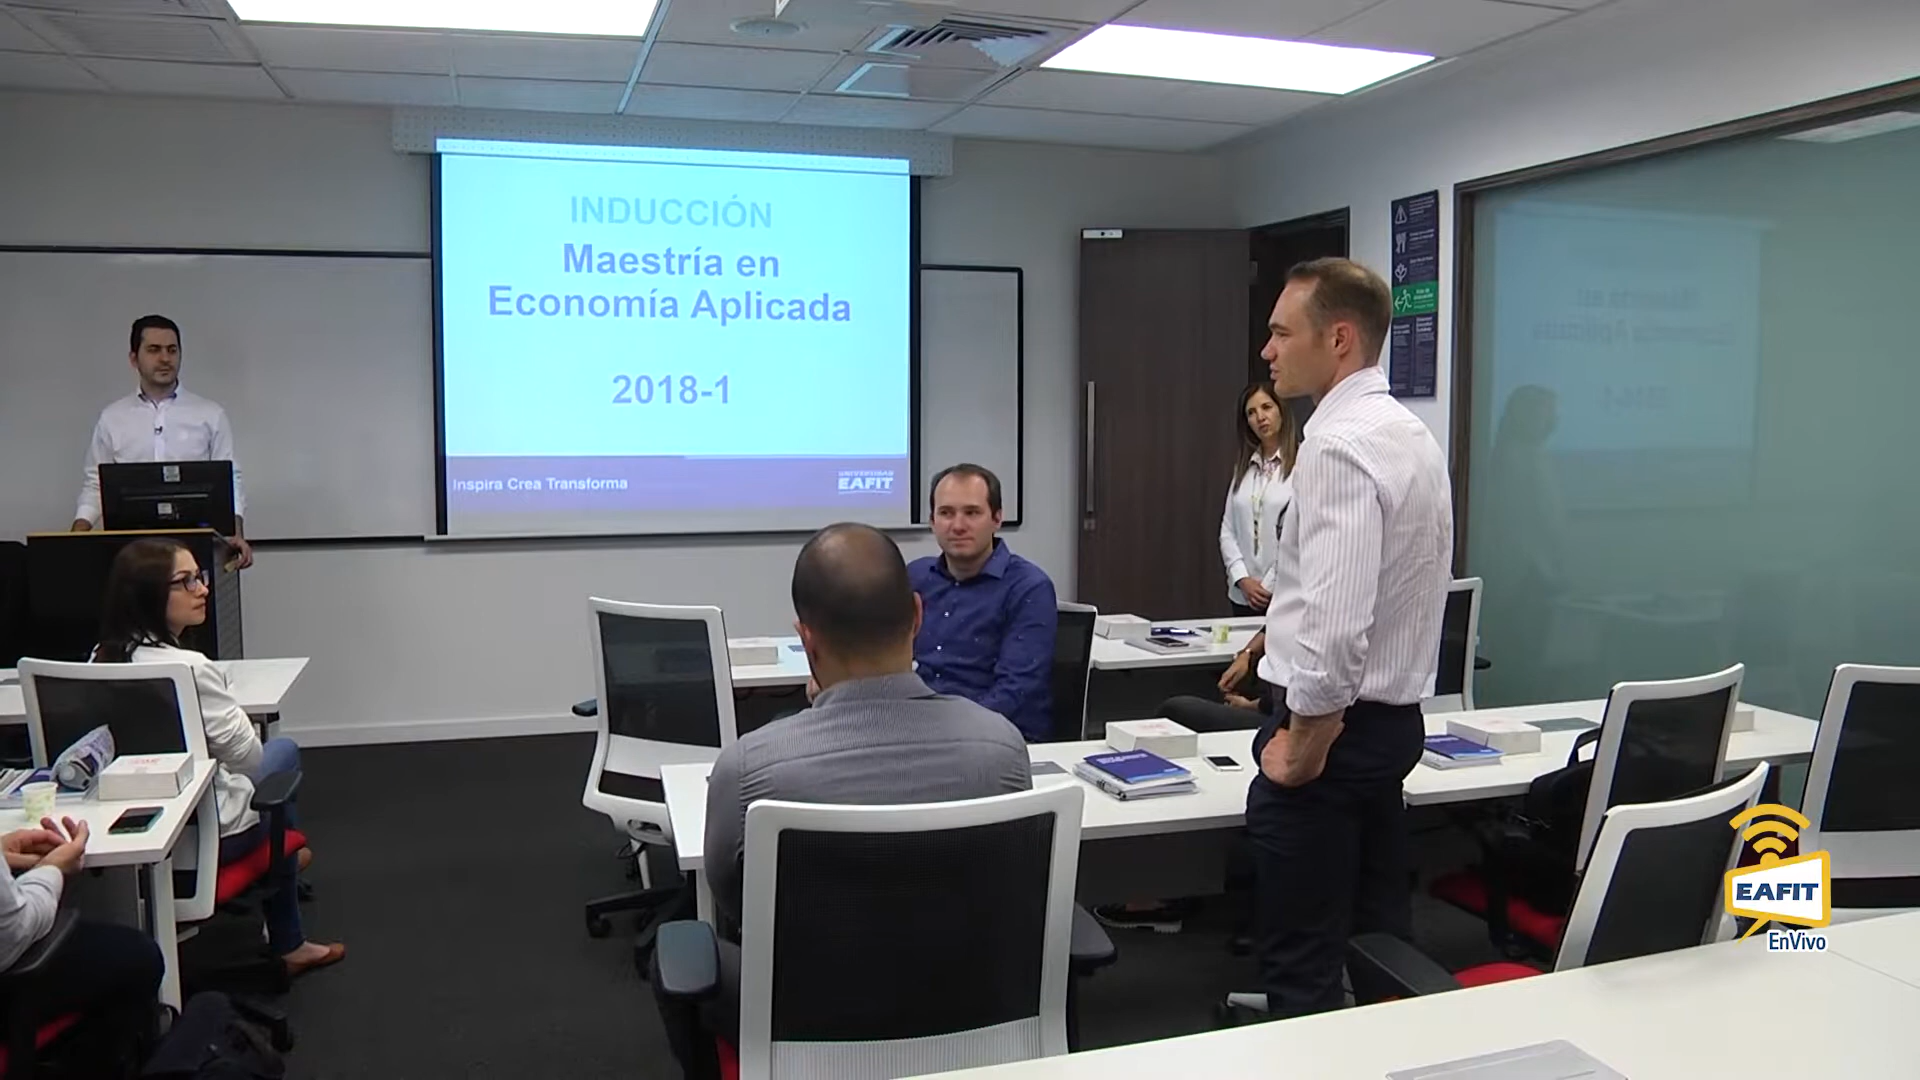 INDUCCIÓN
Maestría en
Economía Aplicada
2018-1
Inspira Crea Transforma
UNIVERSIDAD
EAFIT
EAFIT
EnVivo